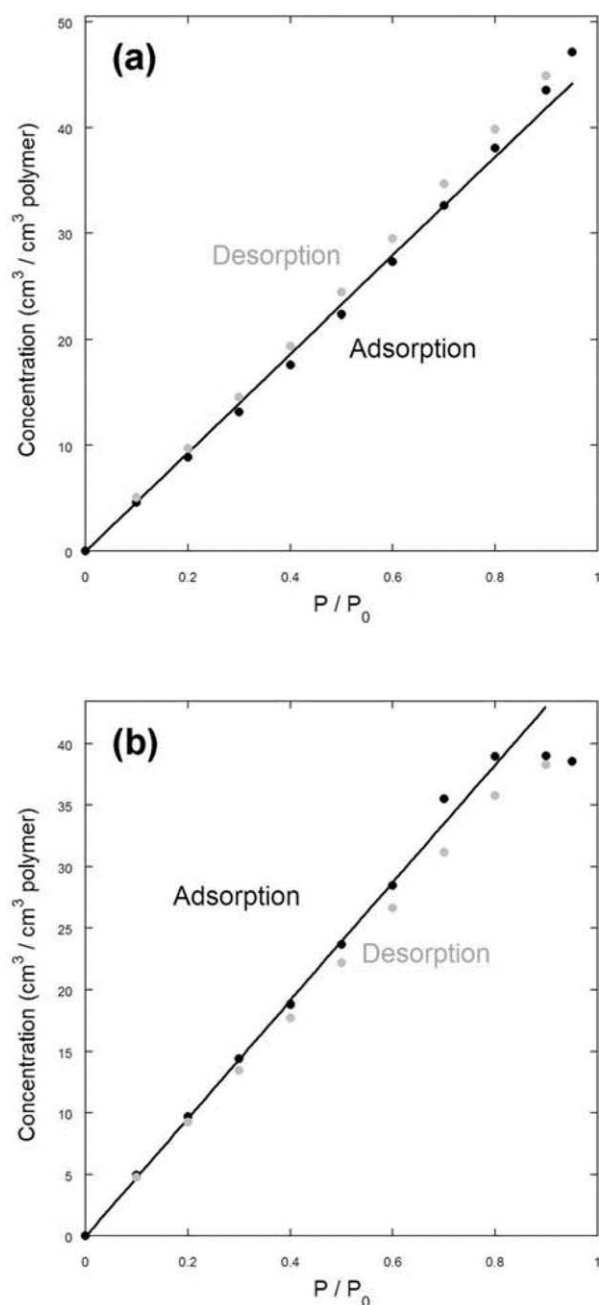 (a)
50
40
30
20
10
0
Concentration (cm³ / cm³ polymer)
Desorption
Adsorption
0
0.2
0.4
0.6
0.8
1
P / P₀
(b)
40
35
30
25
20
15
10
5
0
Concentration (cm³ / cm³ polymer)
Adsorption
Desorption
0
0.2
0.4
0.6
0.8
1
P / P₀